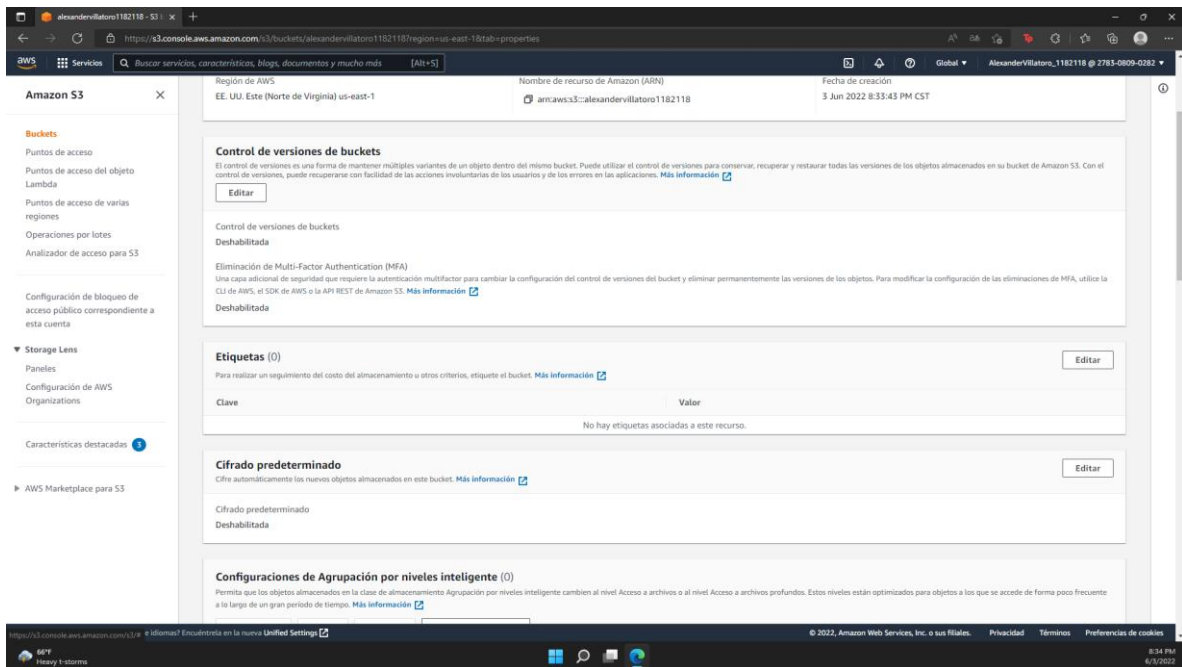 alexandervillatoro1182118 - S3 b
https://s3.console.aws.amazon.com/s3/buckets/alexandervillatoro1182118?region=us-east-1&tab=properties
aws Servicios Buscar servicios, características, blogs, documentos y mucho más [Alt+S] Global AlexanderVillatoro_1182118 @ 2783-0809-0282
Amazon S3
Buckets
Puntos de acceso
Puntos de acceso del objeto
Lambda
Puntos de acceso de varias
regiones
Operaciones por lotes
Analizador de acceso para S3
Configuración de bloqueo de
acceso público correspondiente a
esta cuenta
Storage Lens
Paneles
Configuración de AWS
Organizations
Características destacadas 3
AWS Marketplace para S3
Región de AWS
EE. UU. Este (Norte de Virginia) us-east-1
Nombre de recurso de Amazon (ARN)
arn:aws:s3:::alexandervillatoro1182118
Fecha de creación
3 Jun 2022 8:33:43 PM CST
Control de versiones de buckets
El control de versiones es una forma de mantener múltiples variantes de un objeto dentro del mismo bucket. Puede utilizar el control de versiones para conservar, recuperar y restaurar todas las versiones de los objetos almacenados en su bucket de Amazon S3. Con el
control de versiones, puede recuperarse con facilidad de las acciones involuntarias de los usuarios y de los errores en las aplicaciones. Más información
Editar
Control de versiones de buckets
Deshabilitada
Eliminación de Multi-Factor Authentication (MFA)
Una capa adicional de seguridad que requiere la autenticación multifactor para cambiar la configuración del control de versiones del bucket y eliminar permanentemente las versiones de los objetos. Para modificar la configuración de las eliminaciones de MFA, utilice la
CLI de AWS, el SDK de AWS o la API REST de Amazon S3. Más información
Deshabilitada
Etiquetas (0)
Editar
Para realizar un seguimiento del costo del almacenamiento u otros criterios, etiquete el bucket. Más información
Clave Valor
No hay etiquetas asociadas a este recurso.
Cifrado predeterminado
Editar
Cifre automáticamente los nuevos objetos almacenados en este bucket. Más información
Cifrado predeterminado
Deshabilitada
Configuraciones de Agrupación por niveles inteligente (0)
Permita que los objetos almacenados en la clase de almacenamiento Agrupación por niveles inteligente cambien al nivel Acceso a archivos o al nivel Acceso a archivos profundos. Estos niveles están optimizados para objetos a los que se accede de forma poco frecuente
a lo largo de un gran período de tiempo. Más información
https://s3.console.aws.amazon.com/s3/# e idiomas? Encuéntrela en la nueva Unified Settings © 2022, Amazon Web Services, Inc. o sus filiales. Privacidad Términos Preferencias de cookies
66°F
Heavy t-storms
8:34 PM
6/3/2022